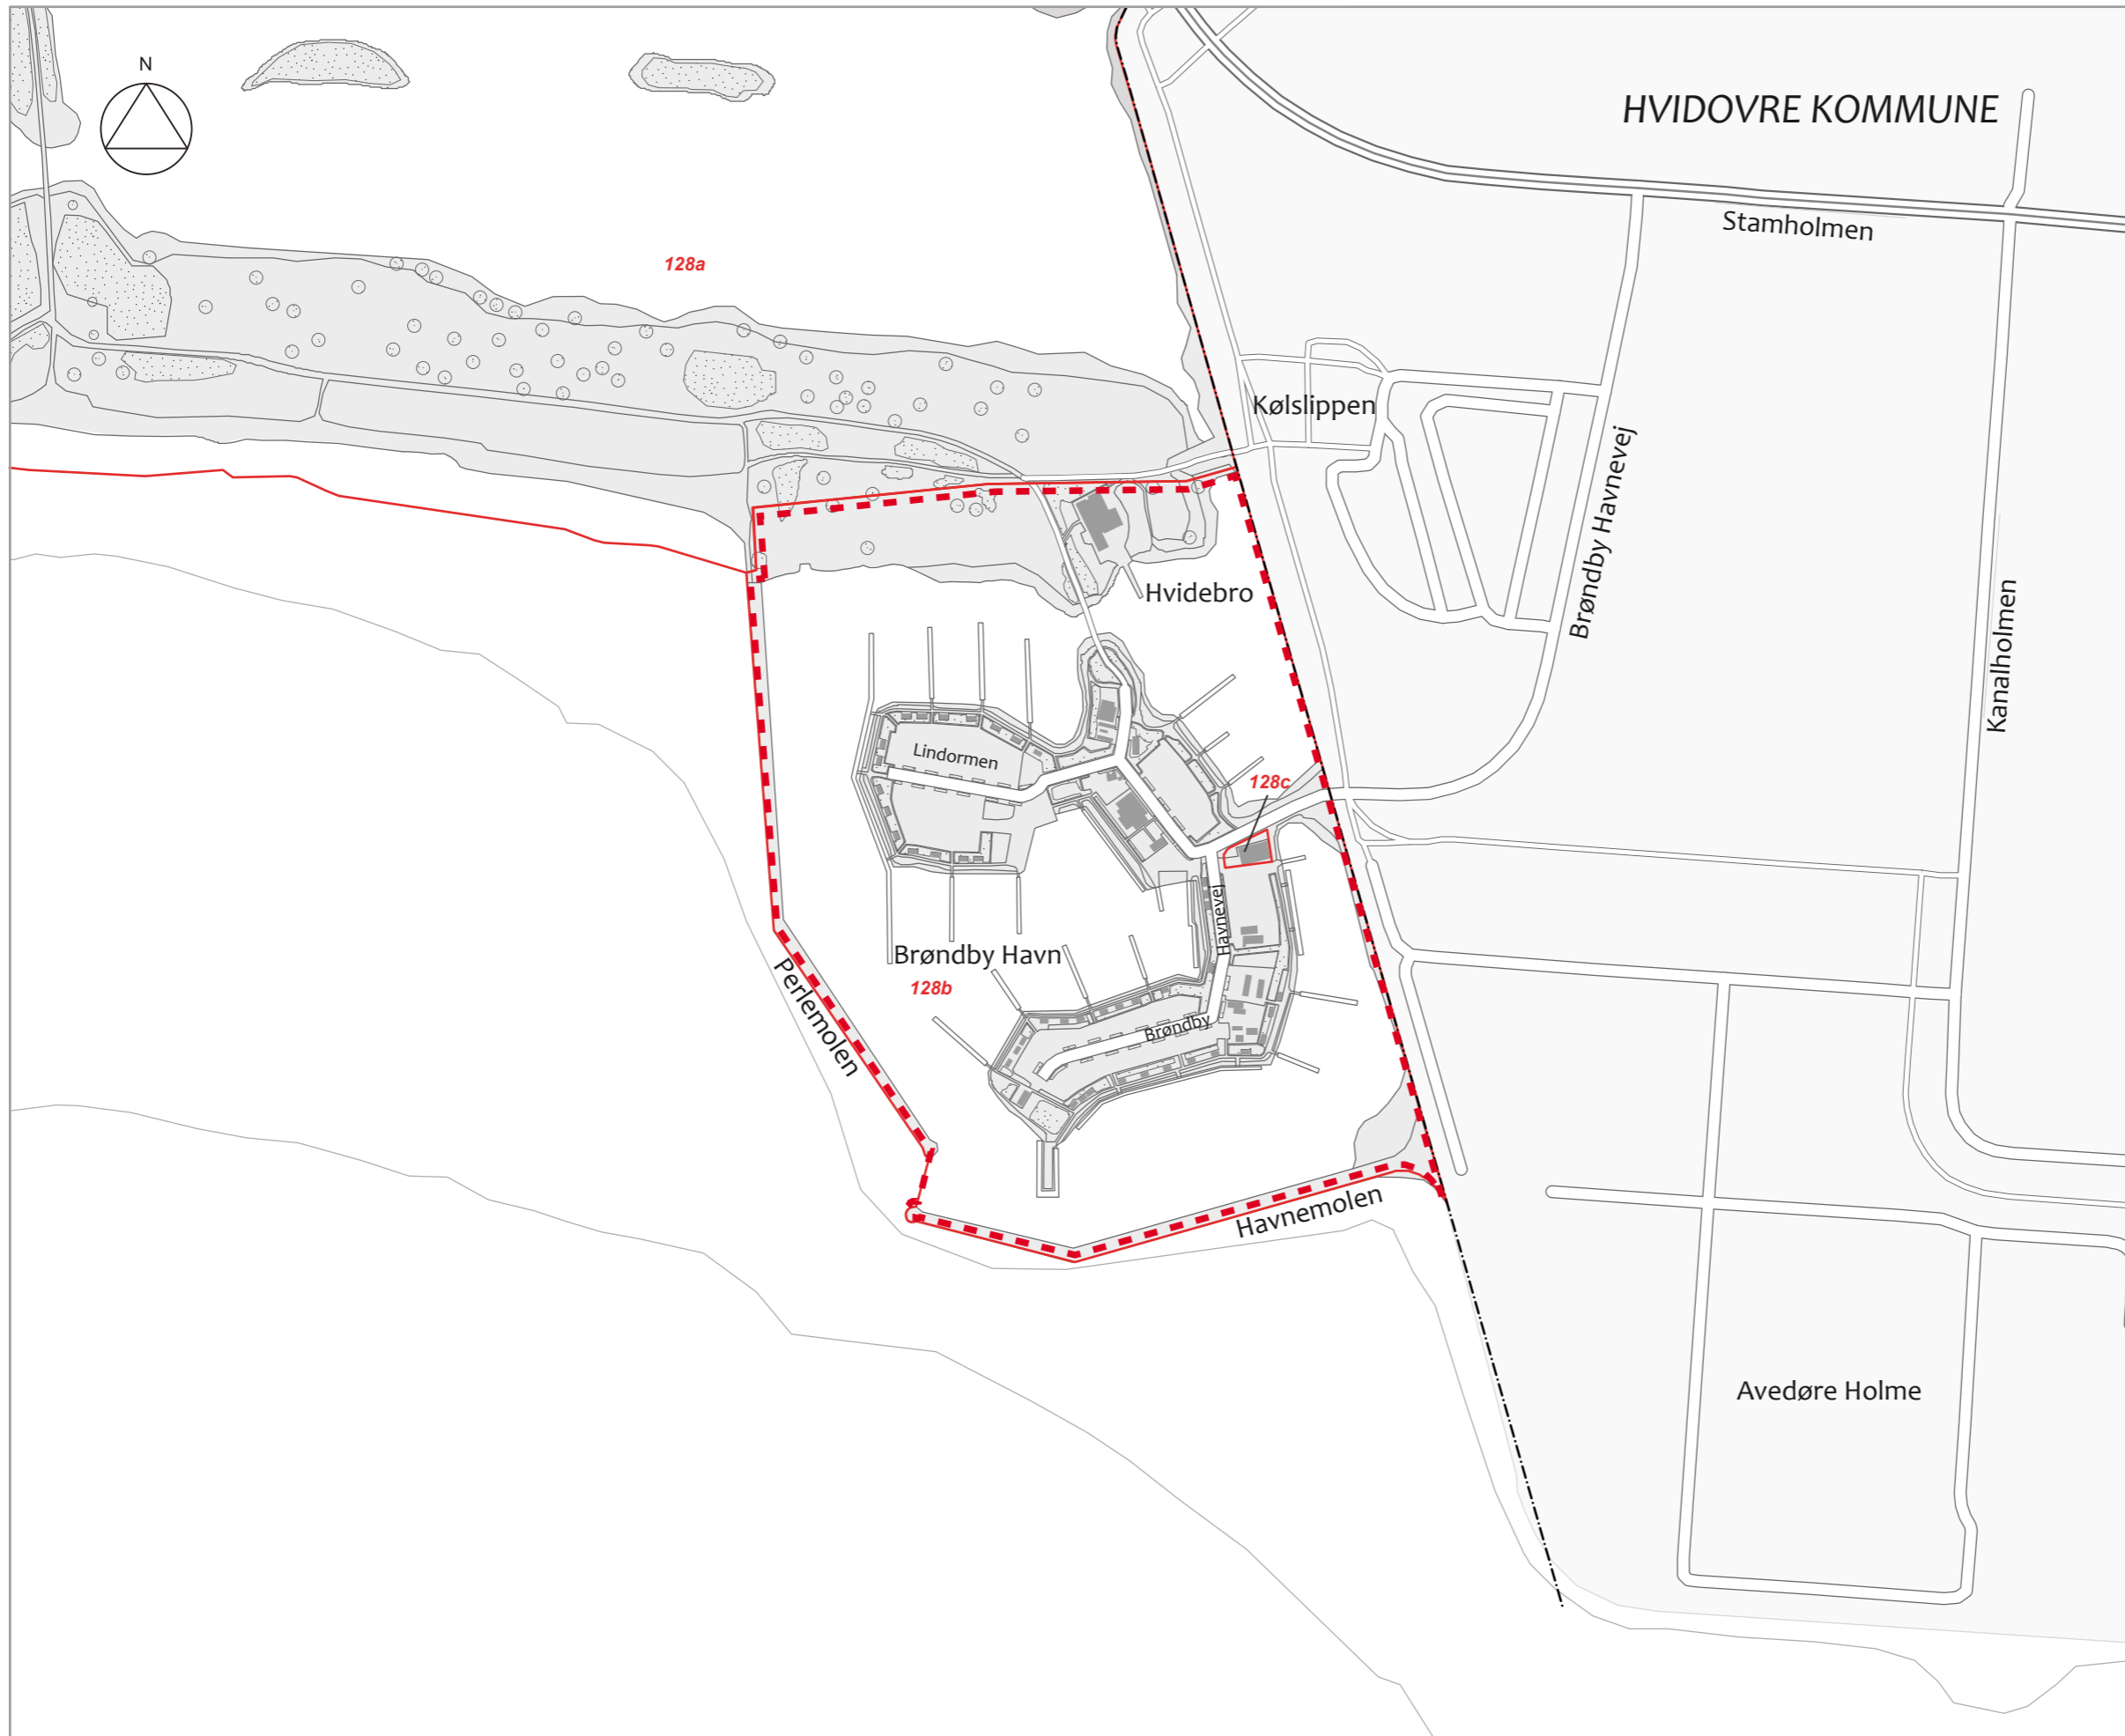 N
HVIDOVRE KOMMUNE
Stamholmen
128a
Kølslippen
Brøndby Havnevej
Hvidebro
Kanalholmen
Lindormen
128c
Havnevej
Brøndby Havn
128b
Perlemolen
Brøndby
Havnemolen
Avedøre Holme